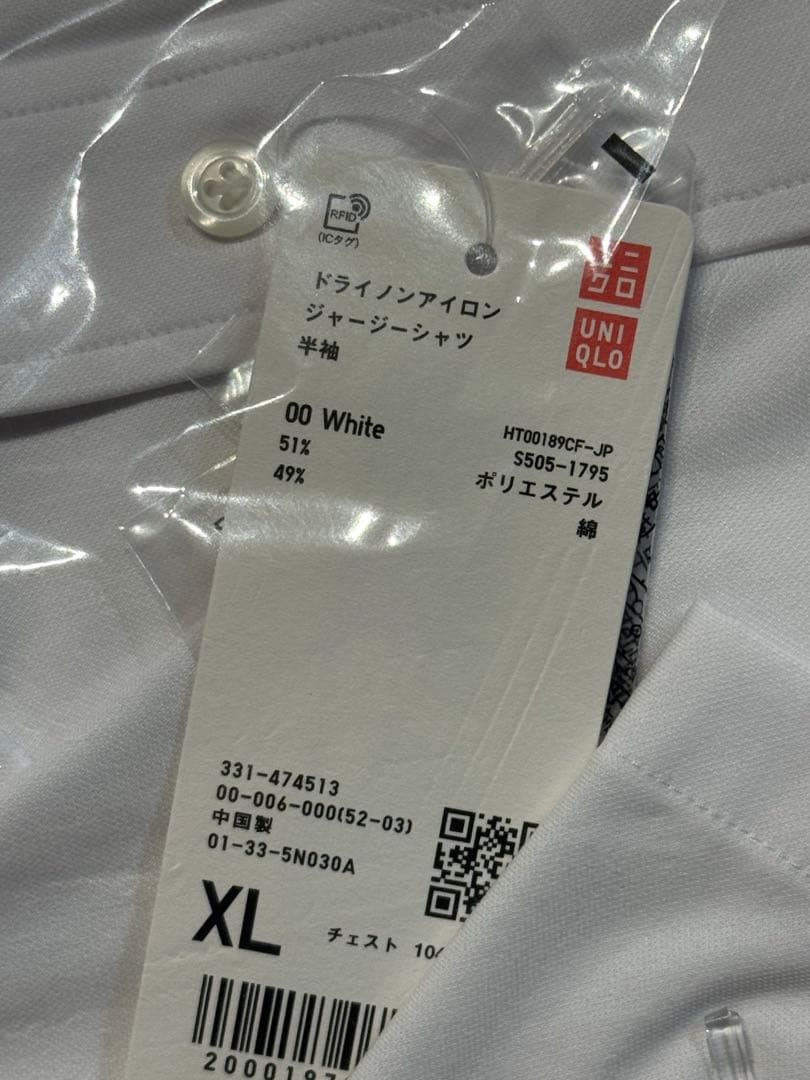 RFID
(ICタグ)
ユニ
クロ
UNI
QLO
ドライノンアイロン
ジャージーシャツ
半袖
00 White
HT00189CF-JP
51%
S505-1795
49%
ポリエステル
綿
331-474513
00-006-000(52-03)
中国製
01-33-5N030A
XL
チェスト 10
2000187